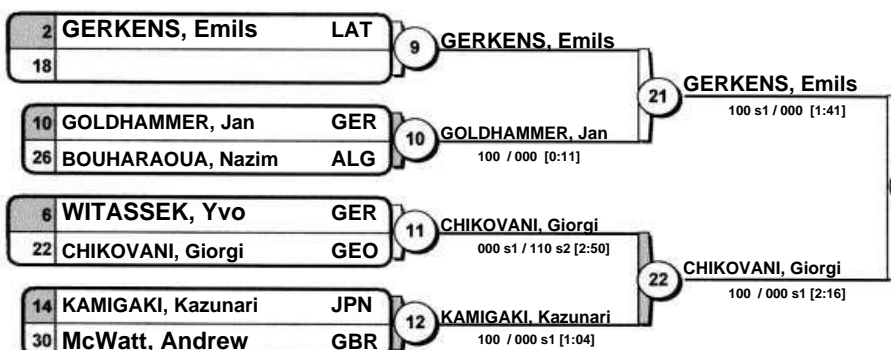 2 GERKENS, Emils LAT
18
9
GERKENS, Emils
21
GERKENS, Emils
100 s1 / 000 [1:41]
10 GOLDHAMMER, Jan GER
26 BOUHARAOUA, Nazim ALG
10
GOLDHAMMER, Jan
100 / 000 [0:11]
6 WITASSEK, Yvo GER
22 CHIKOVANI, Giorgi GEO
11
CHIKOVANI, Giorgi
000 s1 / 110 s2 [2:50]
22
CHIKOVANI, Giorgi
100 / 000 s1 [2:16]
14 KAMIGAKI, Kazunari JPN
30 McWatt, Andrew GBR
12
KAMIGAKI, Kazunari
100 / 000 s1 [1:04]